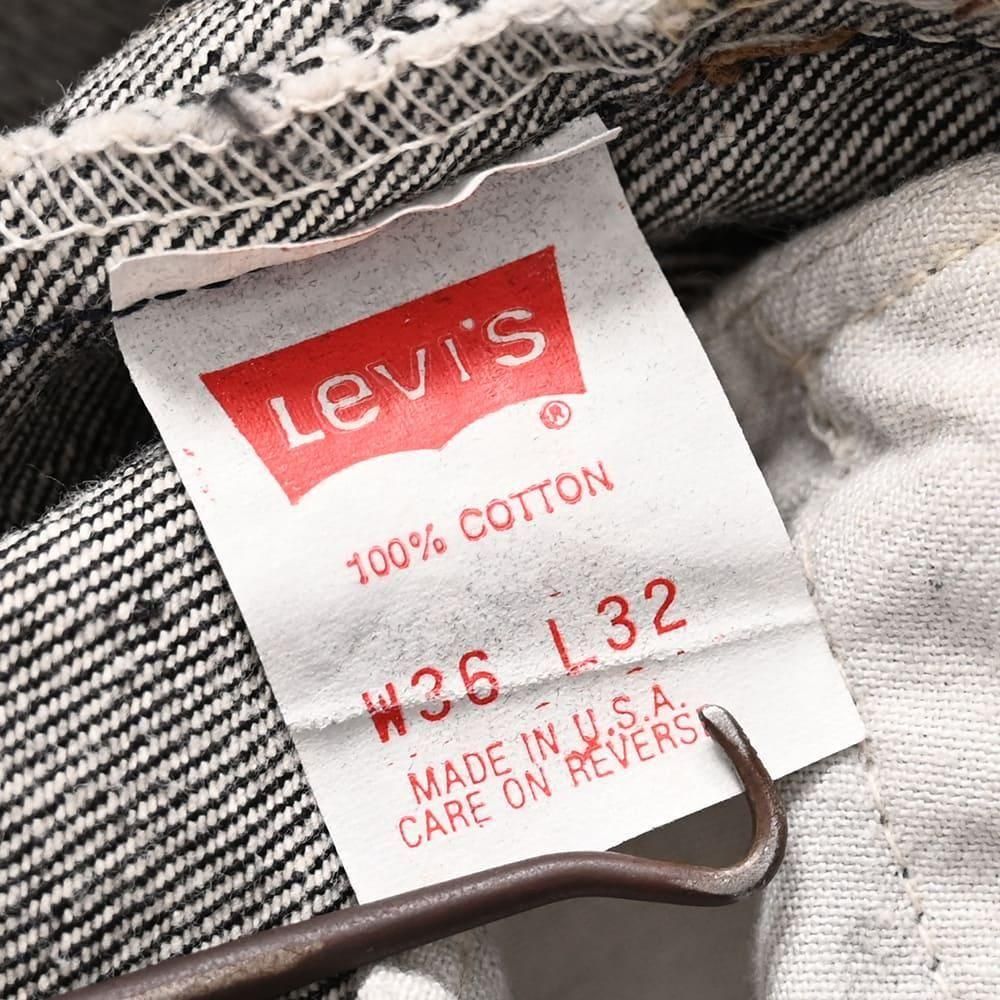 Levi's ®
100% COTTON
W36 L32
MADE IN U.S.A.
CARE ON REVERSE